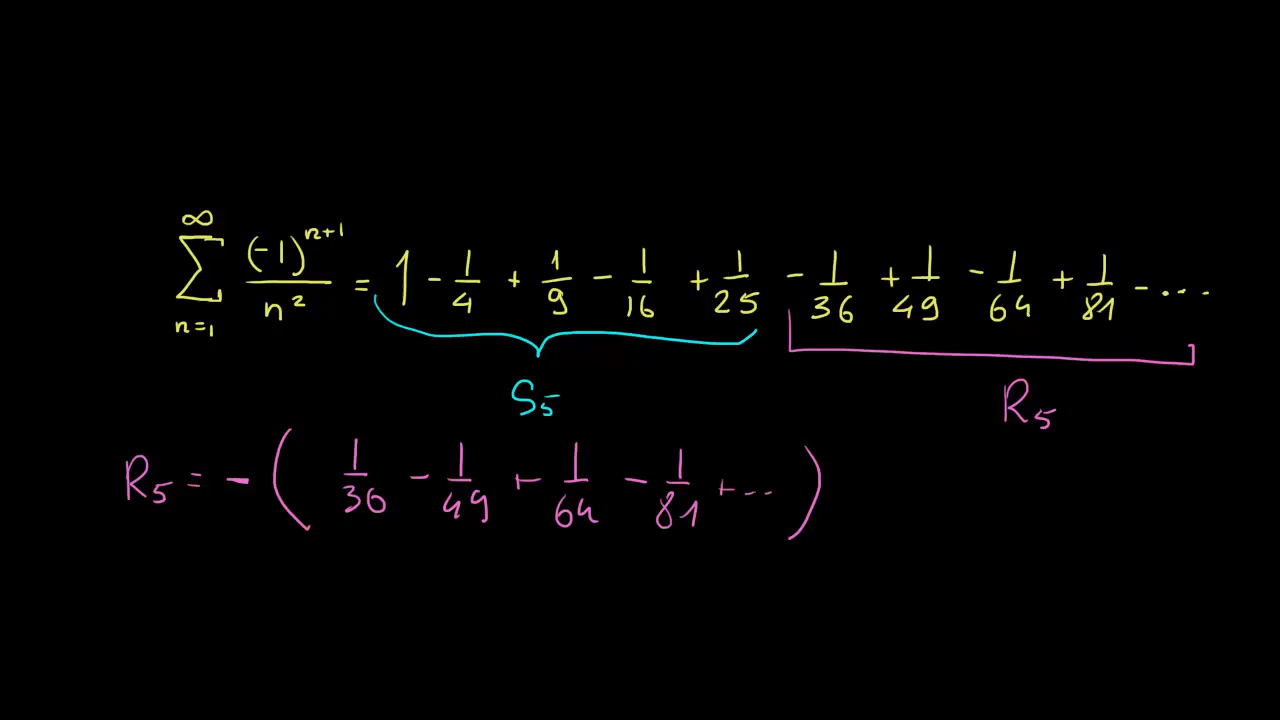 ∑_{n=1}^{∞} (-1)^{n+1}/n² = 1 - 1/4 + 1/9 - 1/16 + 1/25 - 1/36 + 1/49 - 1/64 + 1/81 - ....
S₅ R₅
R₅ = - ( 1/36 - 1/49 + 1/64 - 1/81 + ... )